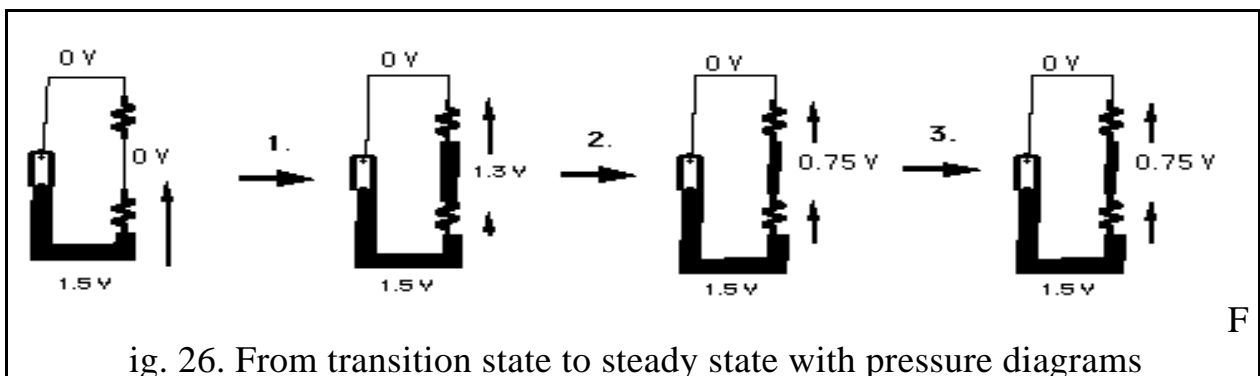 0 V 0 V 0 V 0 V
1. 2. 3.
0 V 1.3 V 0.75 V 0.75 V
1.5 V 1.5 V 1.5 V 1.5 V
F
ig. 26. From transition state to steady state with pressure diagrams